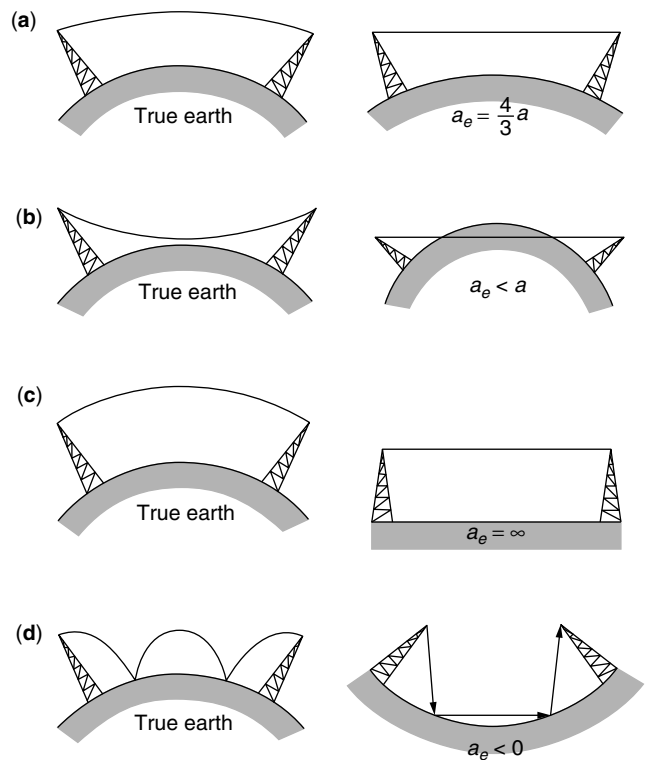 (a)
True earth
a_e = 4/3 a
(b)
True earth
a_e < a
(c)
True earth
a_e = ∞
(d)
True earth
a_e < 0